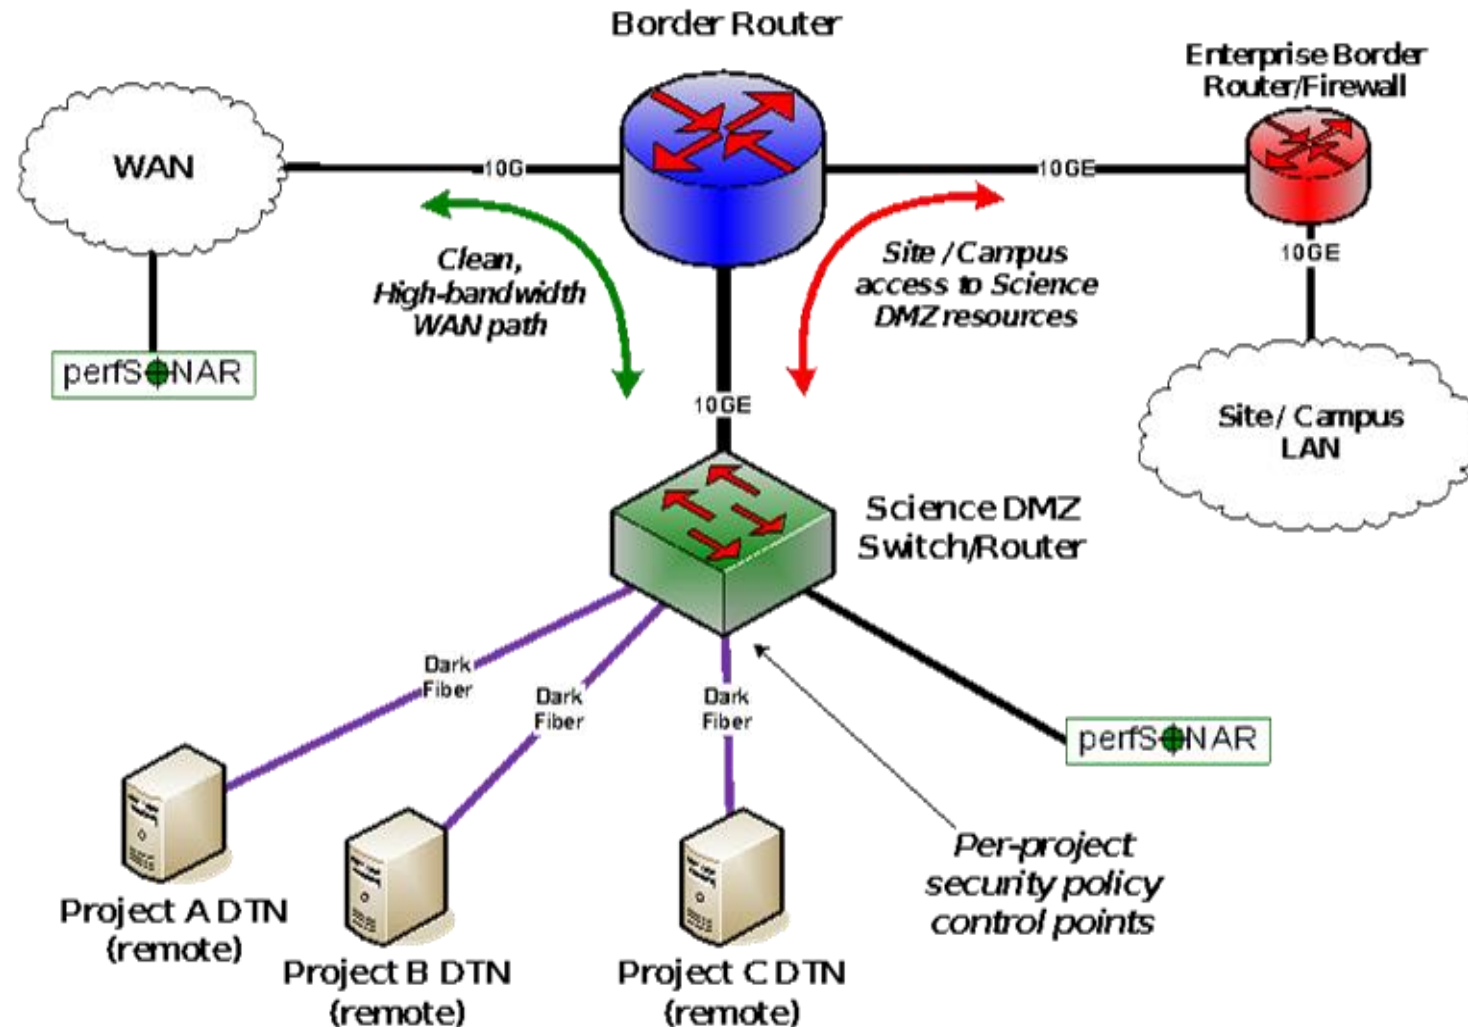 Border Router
Enterprise Border
Router/Firewall
WAN
10G
10GE
10GE
Clean,
High-bandwidth
WAN path
Site / Campus
access to Science
DMZ resources
perfSONAR
10GE
Site / Campus
LAN
Science DMZ
Switch/Router
Dark
Fiber
Dark
Fiber
Dark
Fiber
perfSONAR
Per-project
security policy
control points
Project A DTN
(remote)
Project B DTN
(remote)
Project C DTN
(remote)